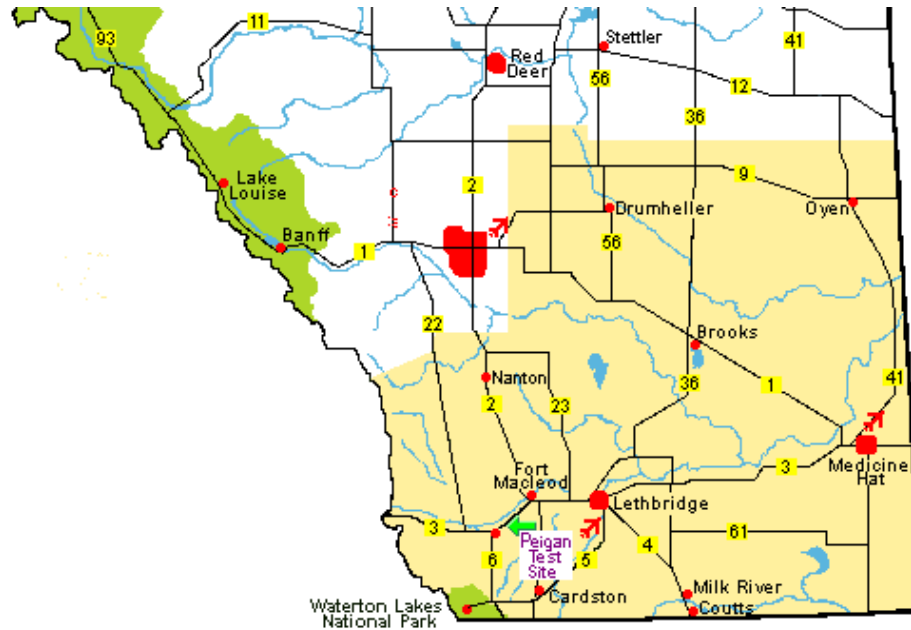 11
93
Stettler
41
Red
Deer
56
12
36
Lake
Louise
2
9
Drumheller
Oyen
Banff
1
56
22
Brooks
Nanton
36
1
41
2
23
Fort
Macleod
3
Medicine
Hat
Lethbridge
3
Peigan
Test
Site
61
6
5
4
Cardston
Milk River
Coutts
Waterton Lakes
National Park